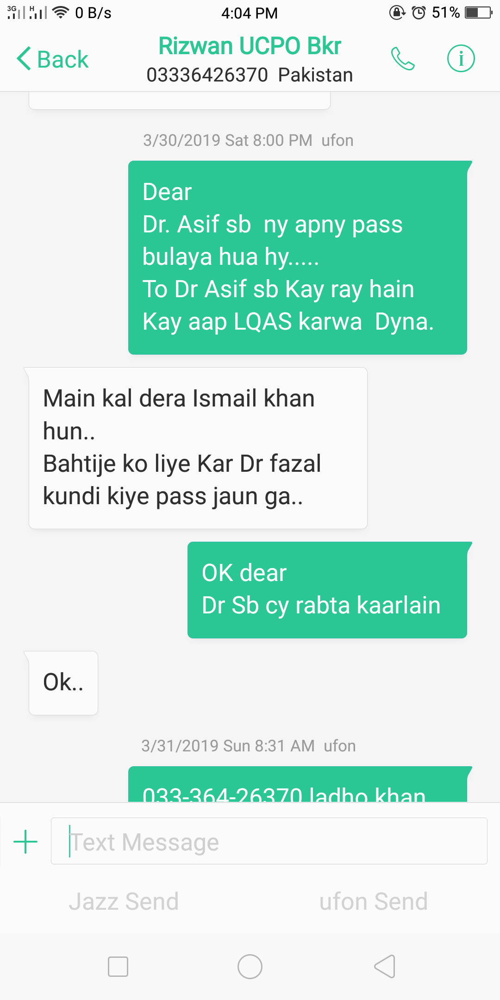 3G H 0 B/s 4:04 PM 51%
Back
Rizwan UCPO Bkr
03336426370 Pakistan
3/30/2019 Sat 8:00 PM ufon
Dear
Dr. Asif sb ny apny pass
bulaya hua hy.....
To Dr Asif sb Kay ray hain
Kay aap LQAS karwa Dyna.
Main kal dera Ismail khan
hun..
Bahtije ko liye Kar Dr fazal
kundi kiye pass jaun ga..
OK dear
Dr Sb cy rabta kaarlain
Ok..
3/31/2019 Sun 8:31 AM ufon
033-364-26370 ladho khan
Text Message
Jazz Send
ufon Send